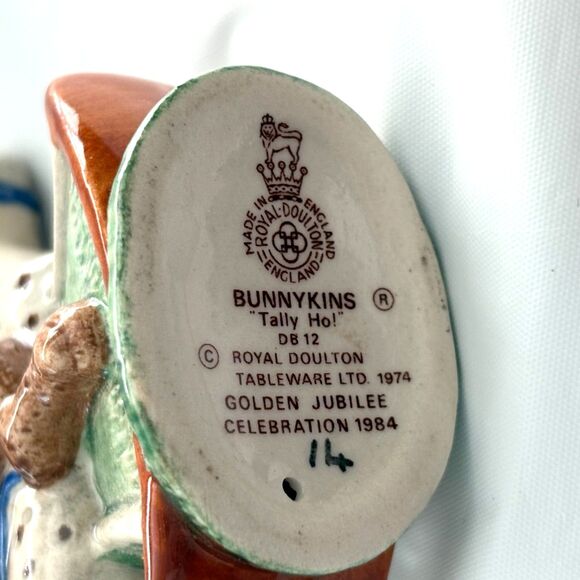 MADE IN ENGLAND
ROYAL·DOULTON
ENGLAND
BUNNYKINS ®
"Tally Ho!"
DB 12
© ROYAL DOULTON
TABLEWARE LTD. 1974
GOLDEN JUBILEE
CELEBRATION 1984
14